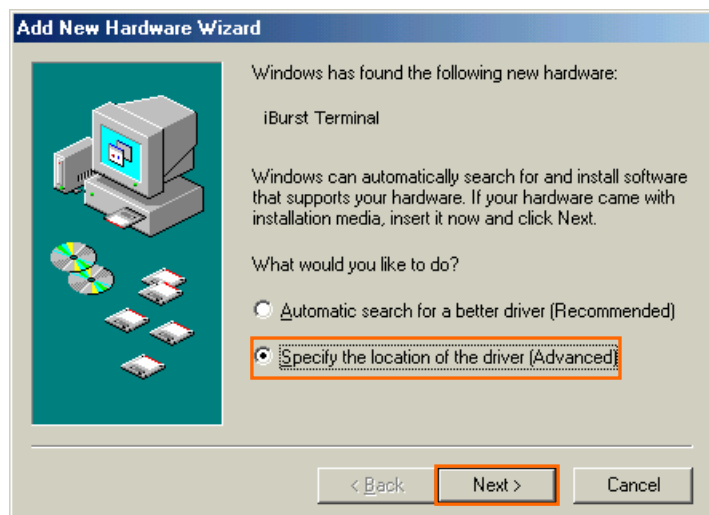 Add New Hardware Wizard
Windows has found the following new hardware:
iBurst Terminal
Windows can automatically search for and install software
that supports your hardware. If your hardware came with
installation media, insert it now and click Next.
What would you like to do?
Automatic search for a better driver (Recommended)
Specify the location of the driver (Advanced)
< Back Next > Cancel